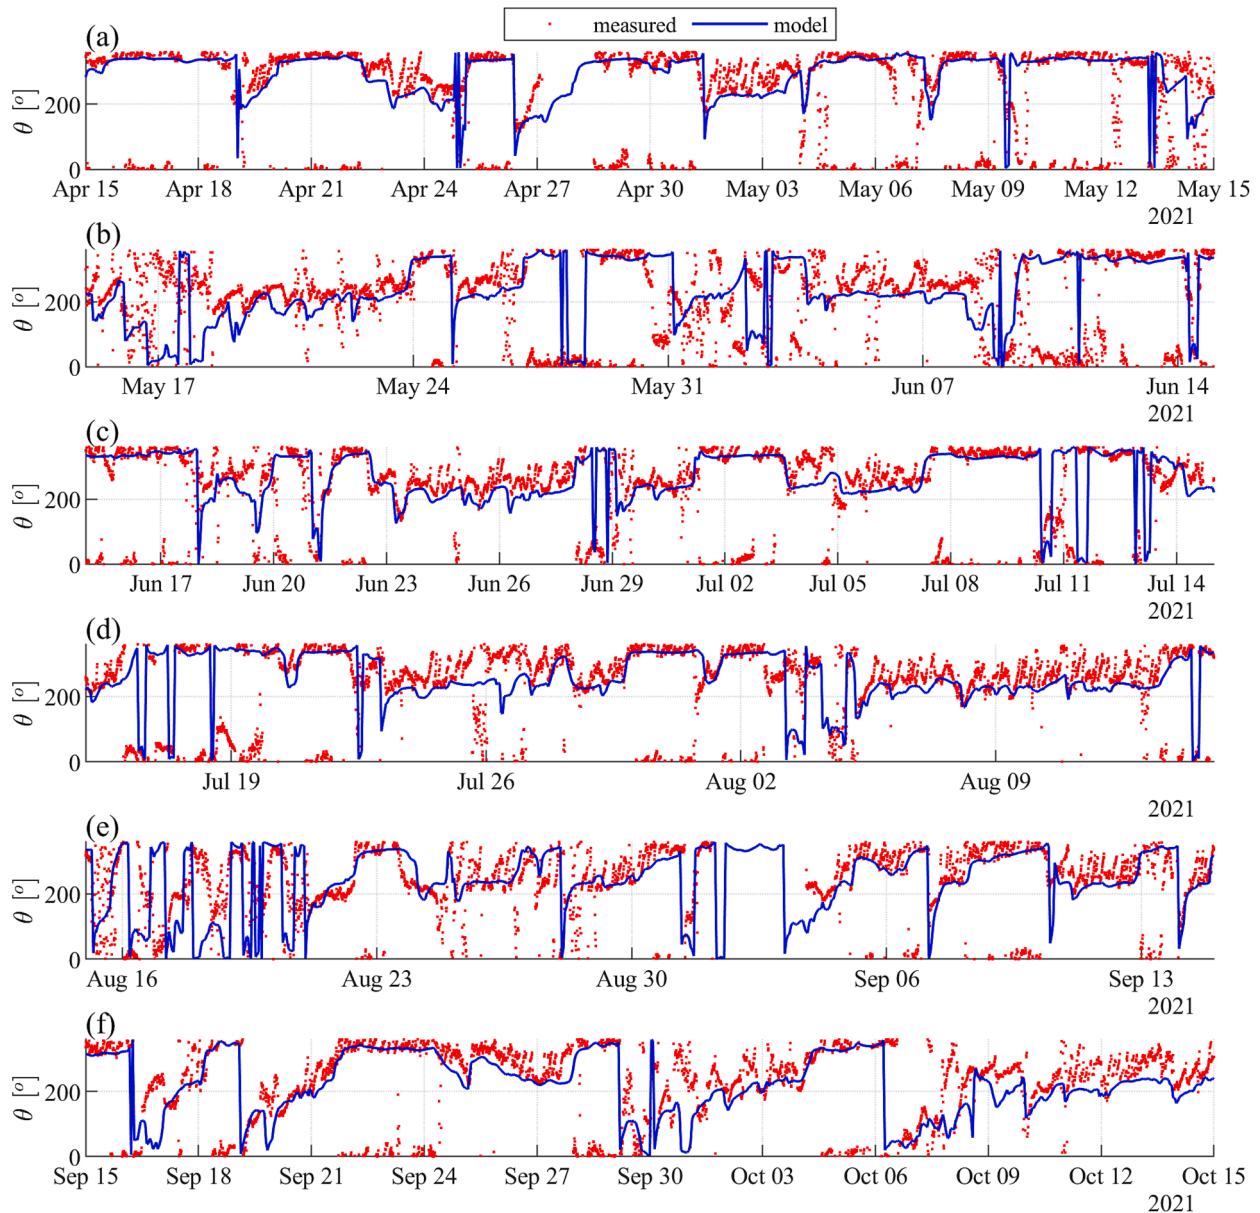 measured model
(a)
θ [o]
200
0
Apr 15 Apr 18 Apr 21 Apr 24 Apr 27 Apr 30 May 03 May 06 May 09 May 12 May 15
2021
(b)
θ [o]
200
0
May 17 May 24 May 31 Jun 07 Jun 14
2021
(c)
θ [o]
200
0
Jun 17 Jun 20 Jun 23 Jun 26 Jun 29 Jul 02 Jul 05 Jul 08 Jul 11 Jul 14
2021
(d)
θ [o]
200
0
Jul 19 Jul 26 Aug 02 Aug 09
2021
(e)
θ [o]
200
0
Aug 16 Aug 23 Aug 30 Sep 06 Sep 13
2021
(f)
θ [o]
200
0
Sep 15 Sep 18 Sep 21 Sep 24 Sep 27 Sep 30 Oct 03 Oct 06 Oct 09 Oct 12 Oct 15
2021